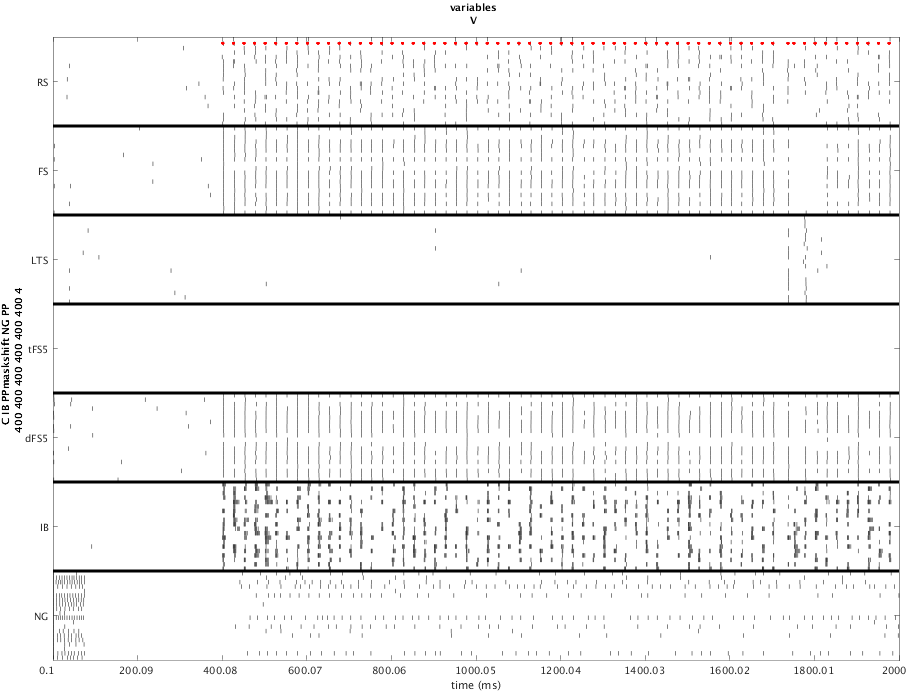 variables
V
RS
FS
LTS
tFS5
dFS5
IB
NG
C IB PPmaskshift NG PP
400 400 400 400 400 400 4
0.1 200.09 400.08 600.07 800.06 1000.05 1200.04 1400.03 1600.02 1800.01 2000
time (ms)